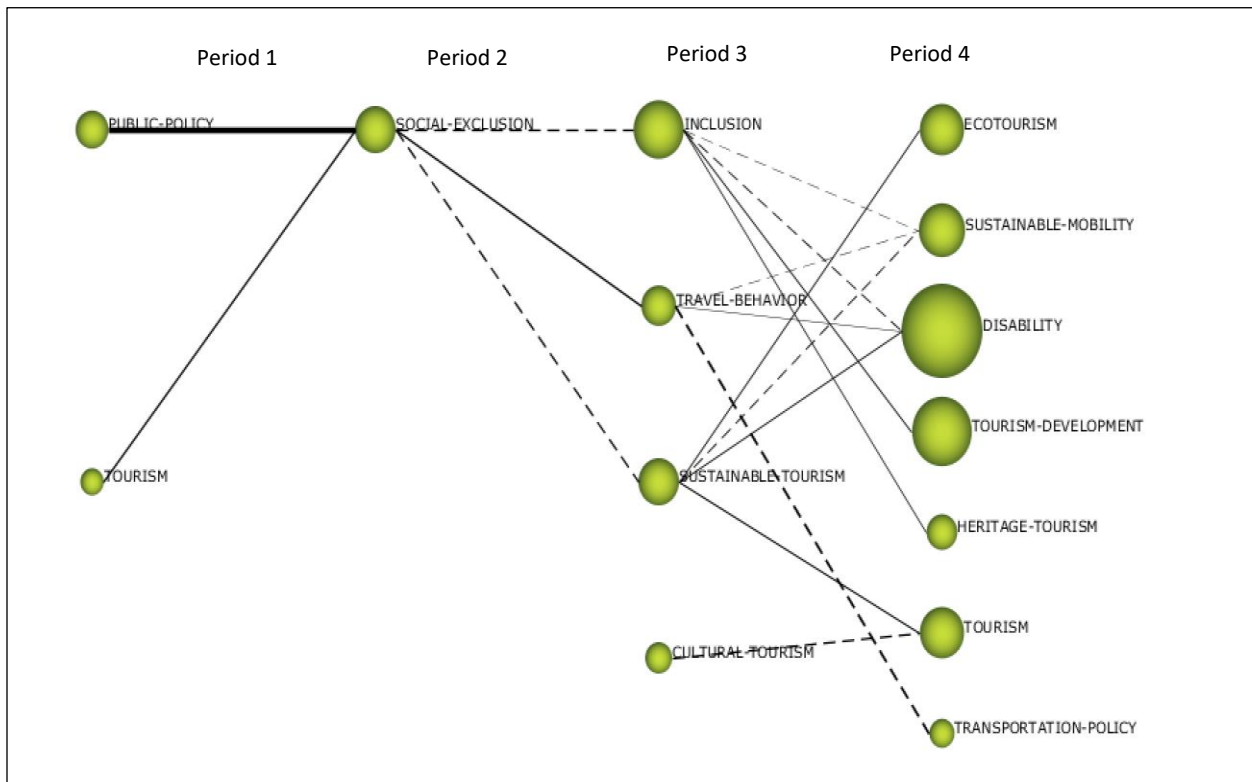 Period 1
Period 2
Period 3
Period 4
PUBLIC-POLICY
SOCIAL-EXCLUSION
INCLUSION
ECOTOURISM
SUSTAINABLE-MOBILITY
TRAVEL-BEHAVIOR
DISABILITY
TOURISM-DEVELOPMENT
TOURISM
SUSTAINABLE-TOURISM
HERITAGE-TOURISM
CULTURAL-TOURISM
TOURISM
TRANSPORTATION-POLICY